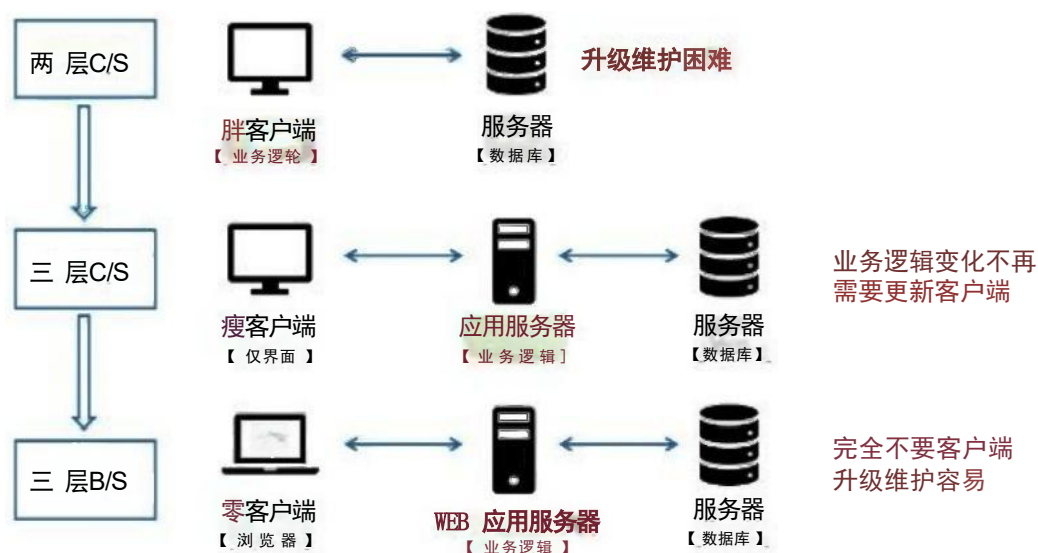 两 层C/S
升级维护困难
胖客户端
【 业务逻轮 】
服务器
【数据库】
三 层C/S
业务逻辑变化不再
需要更新客户端
瘦客户端
【 仅界面 】
应用服务器
【 业务逻辑］
服务器
【数据库】
三 层B/S
完全不要客户端
升级维护容易
零客户端
【 浏览器 】
WEB 应用服务器
【 业务逻辑 】
服务器
【数据库 】